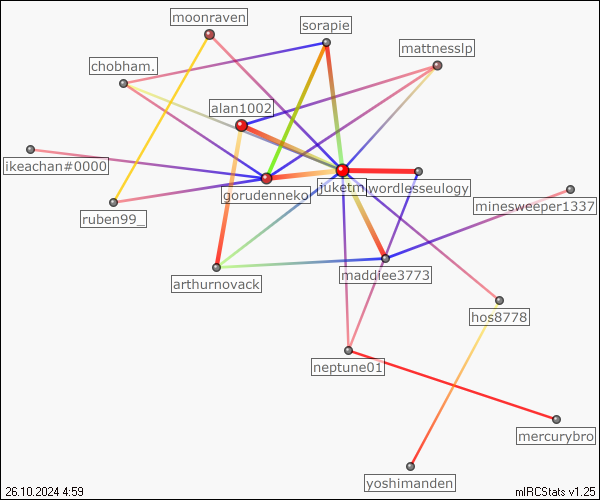 moonraven
sorapie
mattnesslp
chobham.
alan1002
ikeachan#0000
gorudenneko
juketm
wordlesseulogy
minesweeper1337
ruben99_
arthurnovack
maddiee3773
hos8778
neptune01
mercurybro
yoshimanden
26.10.2024 4:59
mIRCStats v1.25